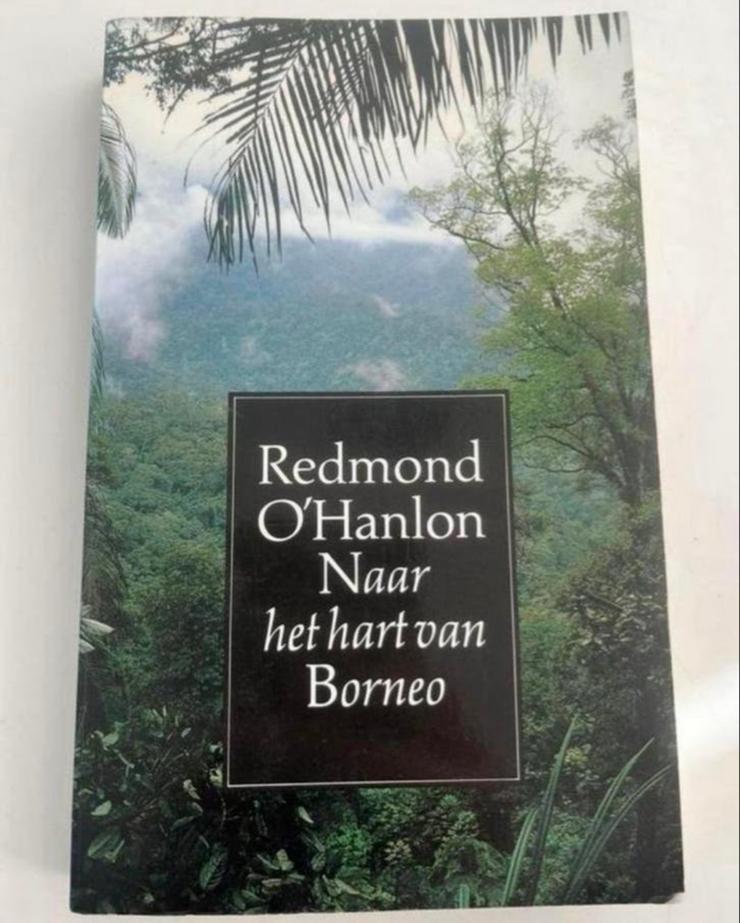 Redmond
O'Hanlon
Naar
het hart van
Borneo